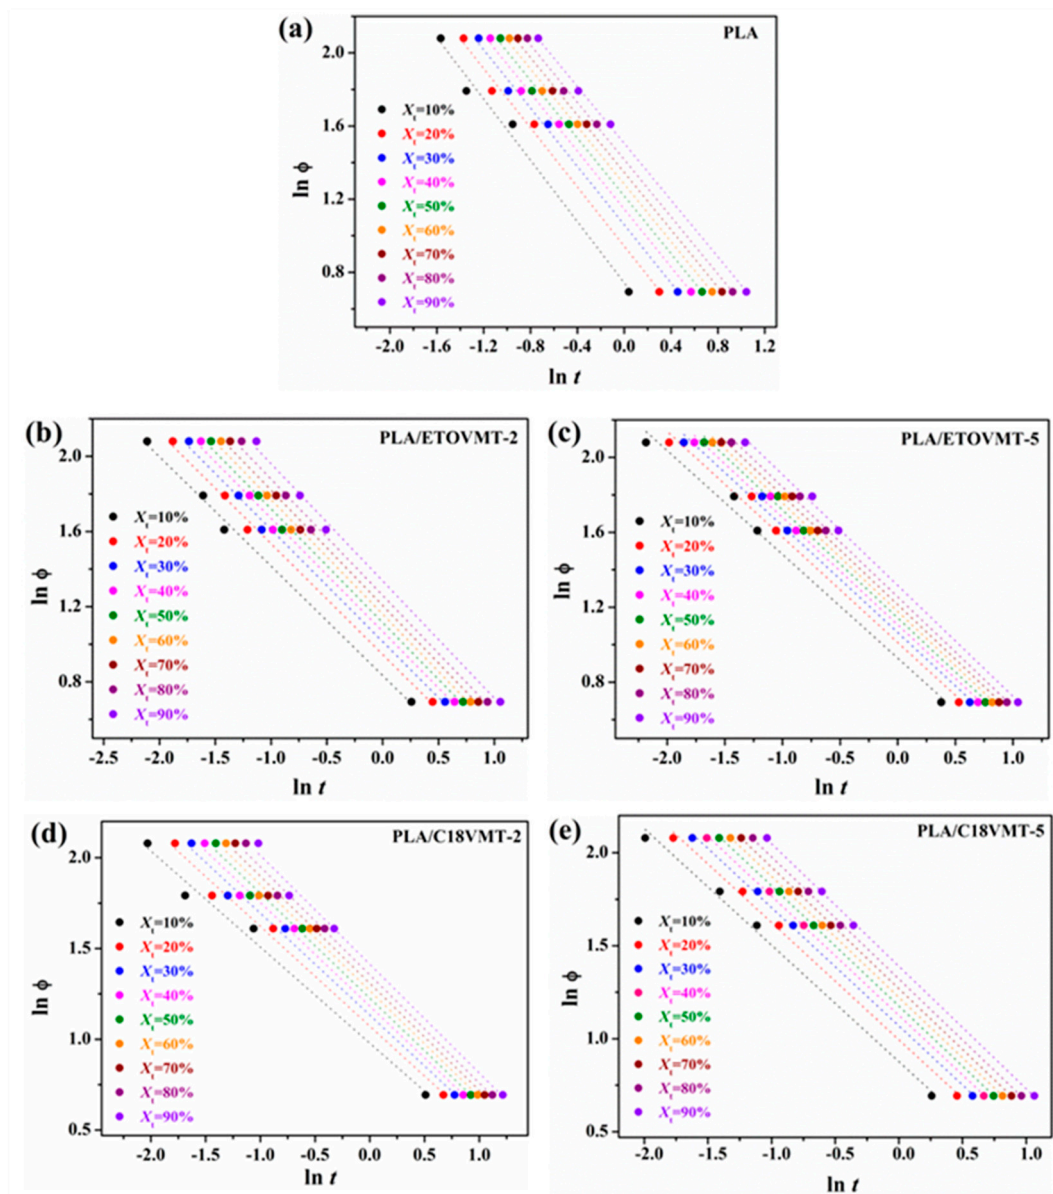 (a)
PLA
2.0
1.6
1.2
0.8
ln ϕ
Xt=10%
Xt=20%
Xt=30%
Xt=40%
Xt=50%
Xt=60%
Xt=70%
Xt=80%
Xt=90%
-2.0 -1.6 -1.2 -0.8 -0.4 0.0 0.4 0.8 1.2
ln t
(b)
PLA/ETOVMT-2
2.0
1.6
1.2
0.8
ln ϕ
Xt=10%
Xt=20%
Xt=30%
Xt=40%
Xt=50%
Xt=60%
Xt=70%
Xt=80%
Xt=90%
-2.5 -2.0 -1.5 -1.0 -0.5 0.0 0.5 1.0
ln t
(c)
PLA/ETOVMT-5
2.0
1.6
1.2
0.8
ln ϕ
Xt=10%
Xt=20%
Xt=30%
Xt=40%
Xt=50%
Xt=60%
Xt=70%
Xt=80%
Xt=90%
-2.0 -1.5 -1.0 -0.5 0.0 0.5 1.0
ln t
(d)
PLA/C18VMT-2
2.0
1.5
1.0
0.5
ln ϕ
Xt=10%
Xt=20%
Xt=30%
Xt=40%
Xt=50%
Xt=60%
Xt=70%
Xt=80%
Xt=90%
-2.0 -1.5 -1.0 -0.5 0.0 0.5 1.0
ln t
(e)
PLA/C18VMT-5
2.0
1.5
1.0
0.5
ln ϕ
Xt=10%
Xt=20%
Xt=30%
Xt=40%
Xt=50%
Xt=60%
Xt=70%
Xt=80%
Xt=90%
-2.0 -1.5 -1.0 -0.5 0.0 0.5 1.0
ln t